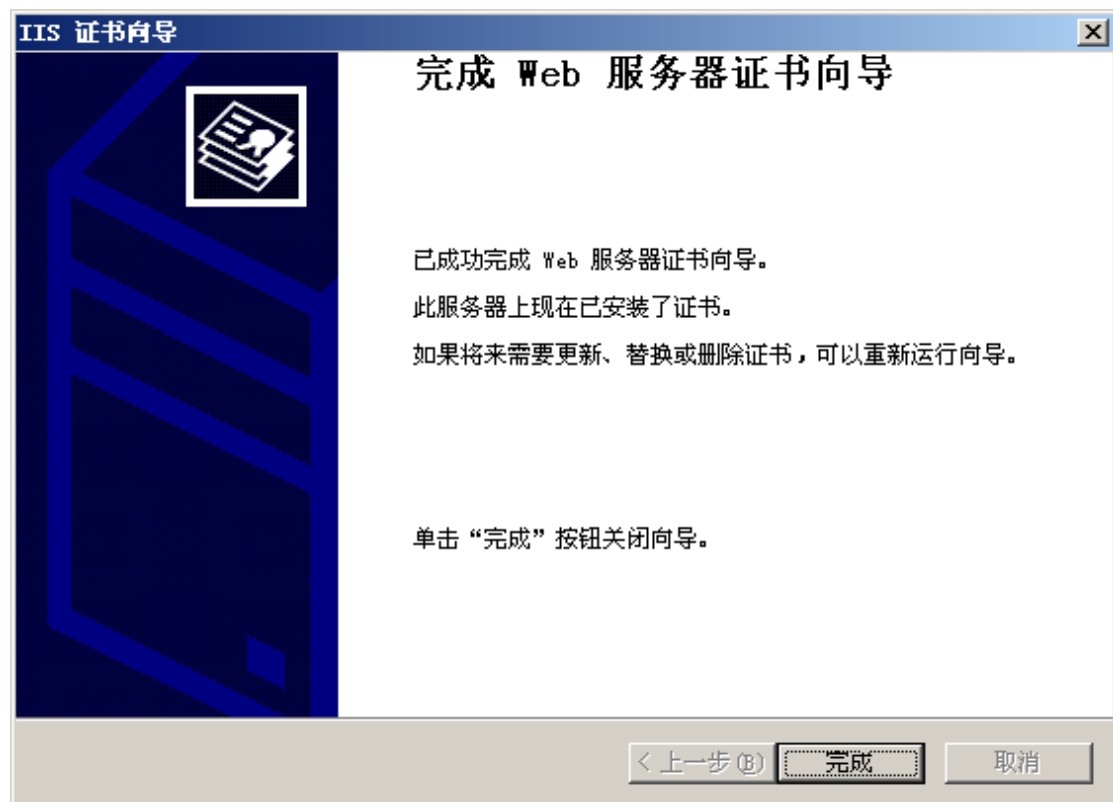 IIS 证书向导
完成 Web 服务器证书向导
已成功完成 Web 服务器证书向导。
此服务器上现在已安装了证书。
如果将来需要更新、替换或删除证书，可以重新运行向导。
单击“完成”按钮关闭向导。
< 上一步(B) 完成 取消